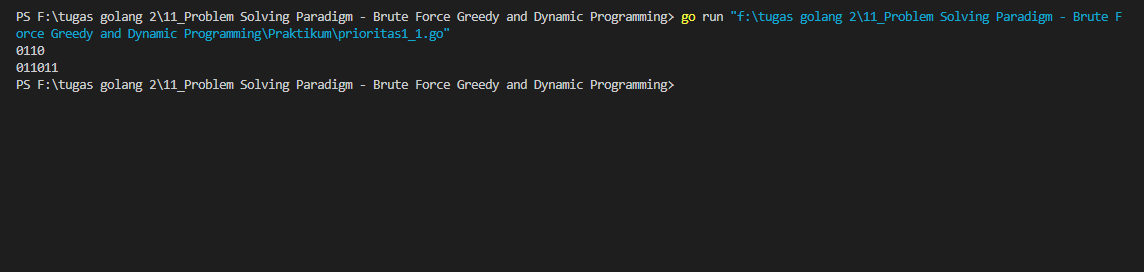 PS F:\tugas golang 2\11_Problem Solving Paradigm - Brute Force Greedy and Dynamic Programming> go run "f:\tugas golang 2\11_Problem Solving Paradigm - Brute F
orce Greedy and Dynamic Programming\Praktikum\prioritas1_1.go"
0110
011011
PS F:\tugas golang 2\11_Problem Solving Paradigm - Brute Force Greedy and Dynamic Programming>